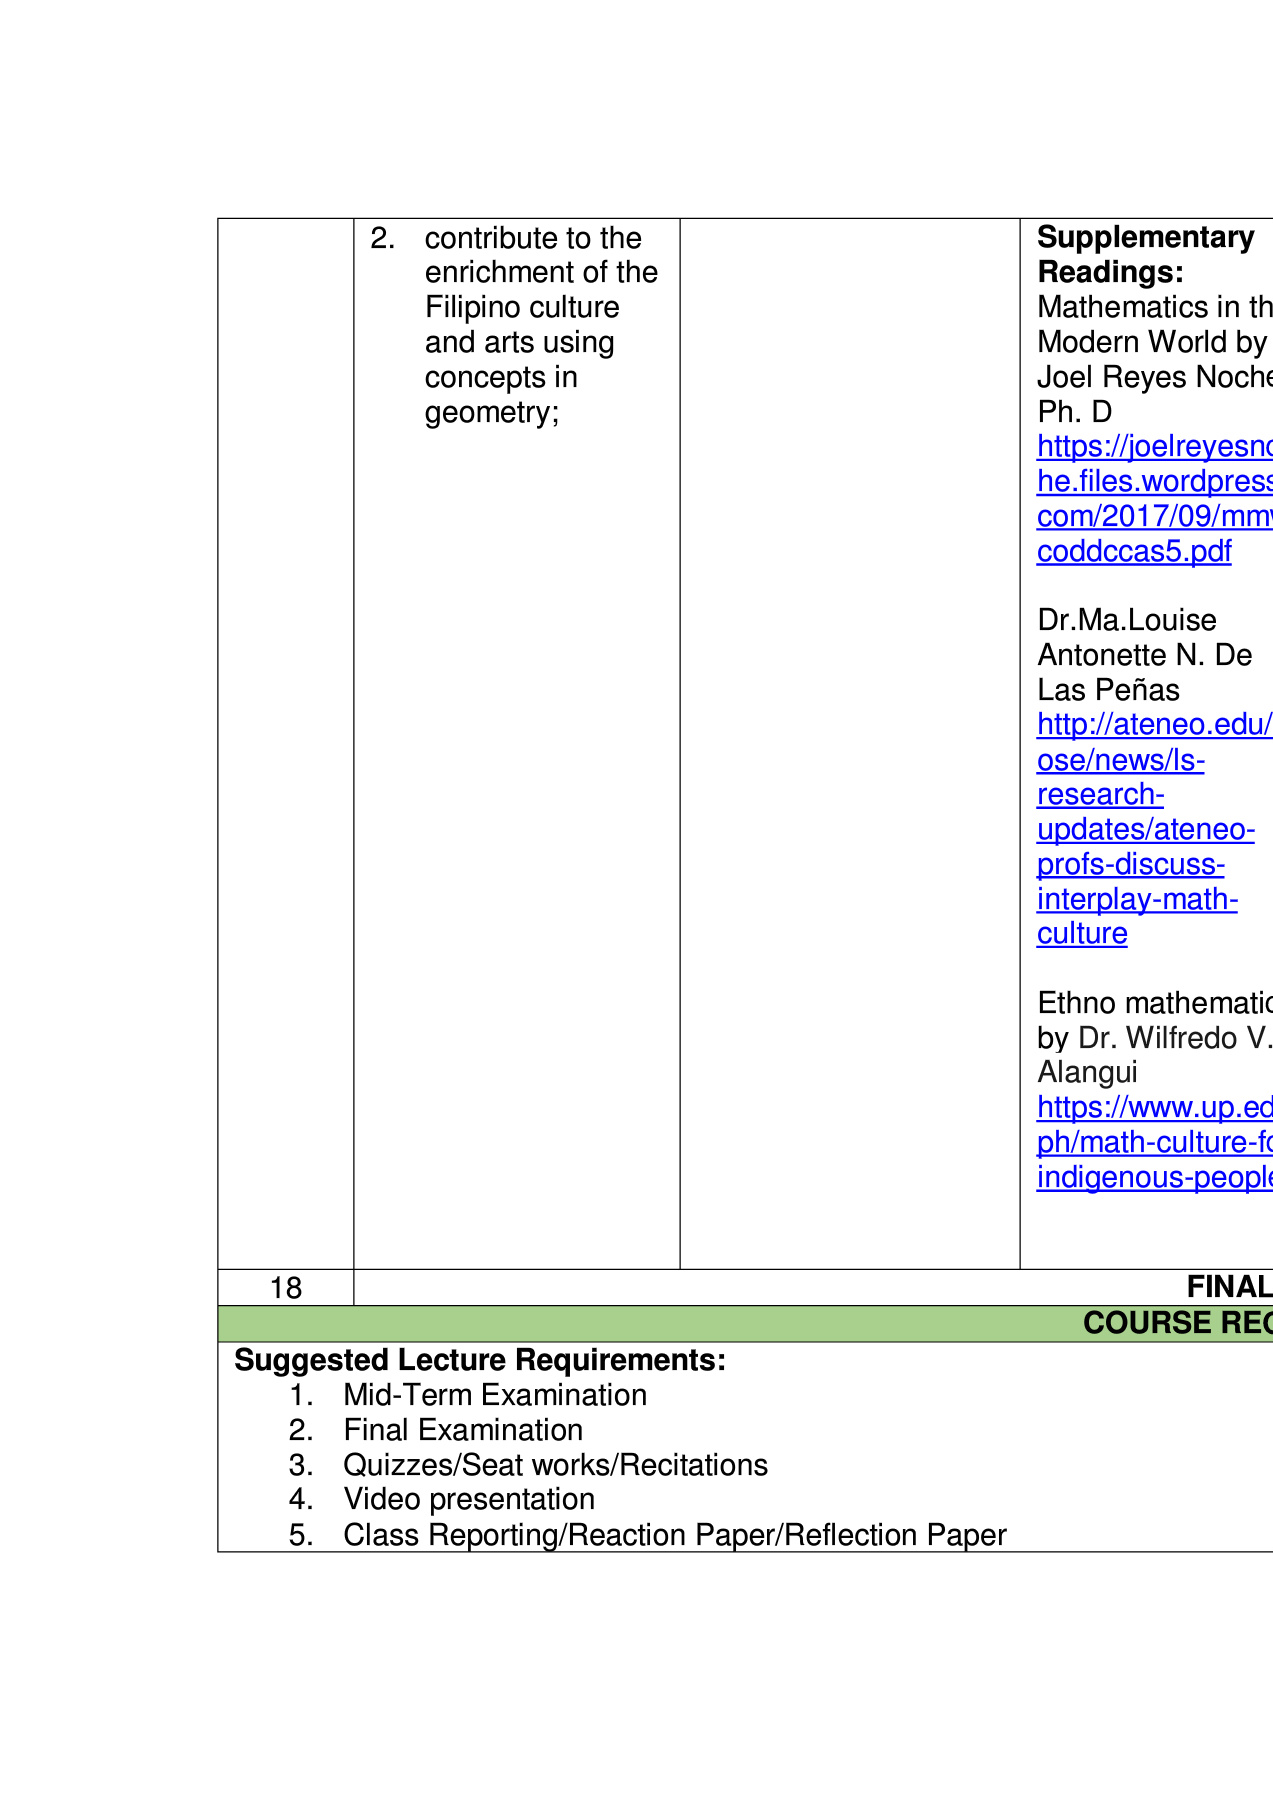 2. contribute to the
enrichment of the
Filipino culture
and arts using
concepts in
geometry;
Supplementary
Readings:
Mathematics in th
Modern World by
Joel Reyes Noche
Ph. D
https://joelreyesno
he.files.wordpress
com/2017/09/mmw
coddccas5.pdf
Dr.Ma.Louise
Antonette N. De
Las Peñas
http://ateneo.edu/
ose/news/ls-
research-
updates/ateneo-
profs-discuss-
interplay-math-
culture
Ethno mathematic
by Dr. Wilfredo V.
Alangui
https://www.up.ed
ph/math-culture-fo
indigenous-people
18
FINAL
COURSE REQ
Suggested Lecture Requirements:
1. Mid-Term Examination
2. Final Examination
3. Quizzes/Seat works/Recitations
4. Video presentation
5. Class Reporting/Reaction Paper/Reflection Paper